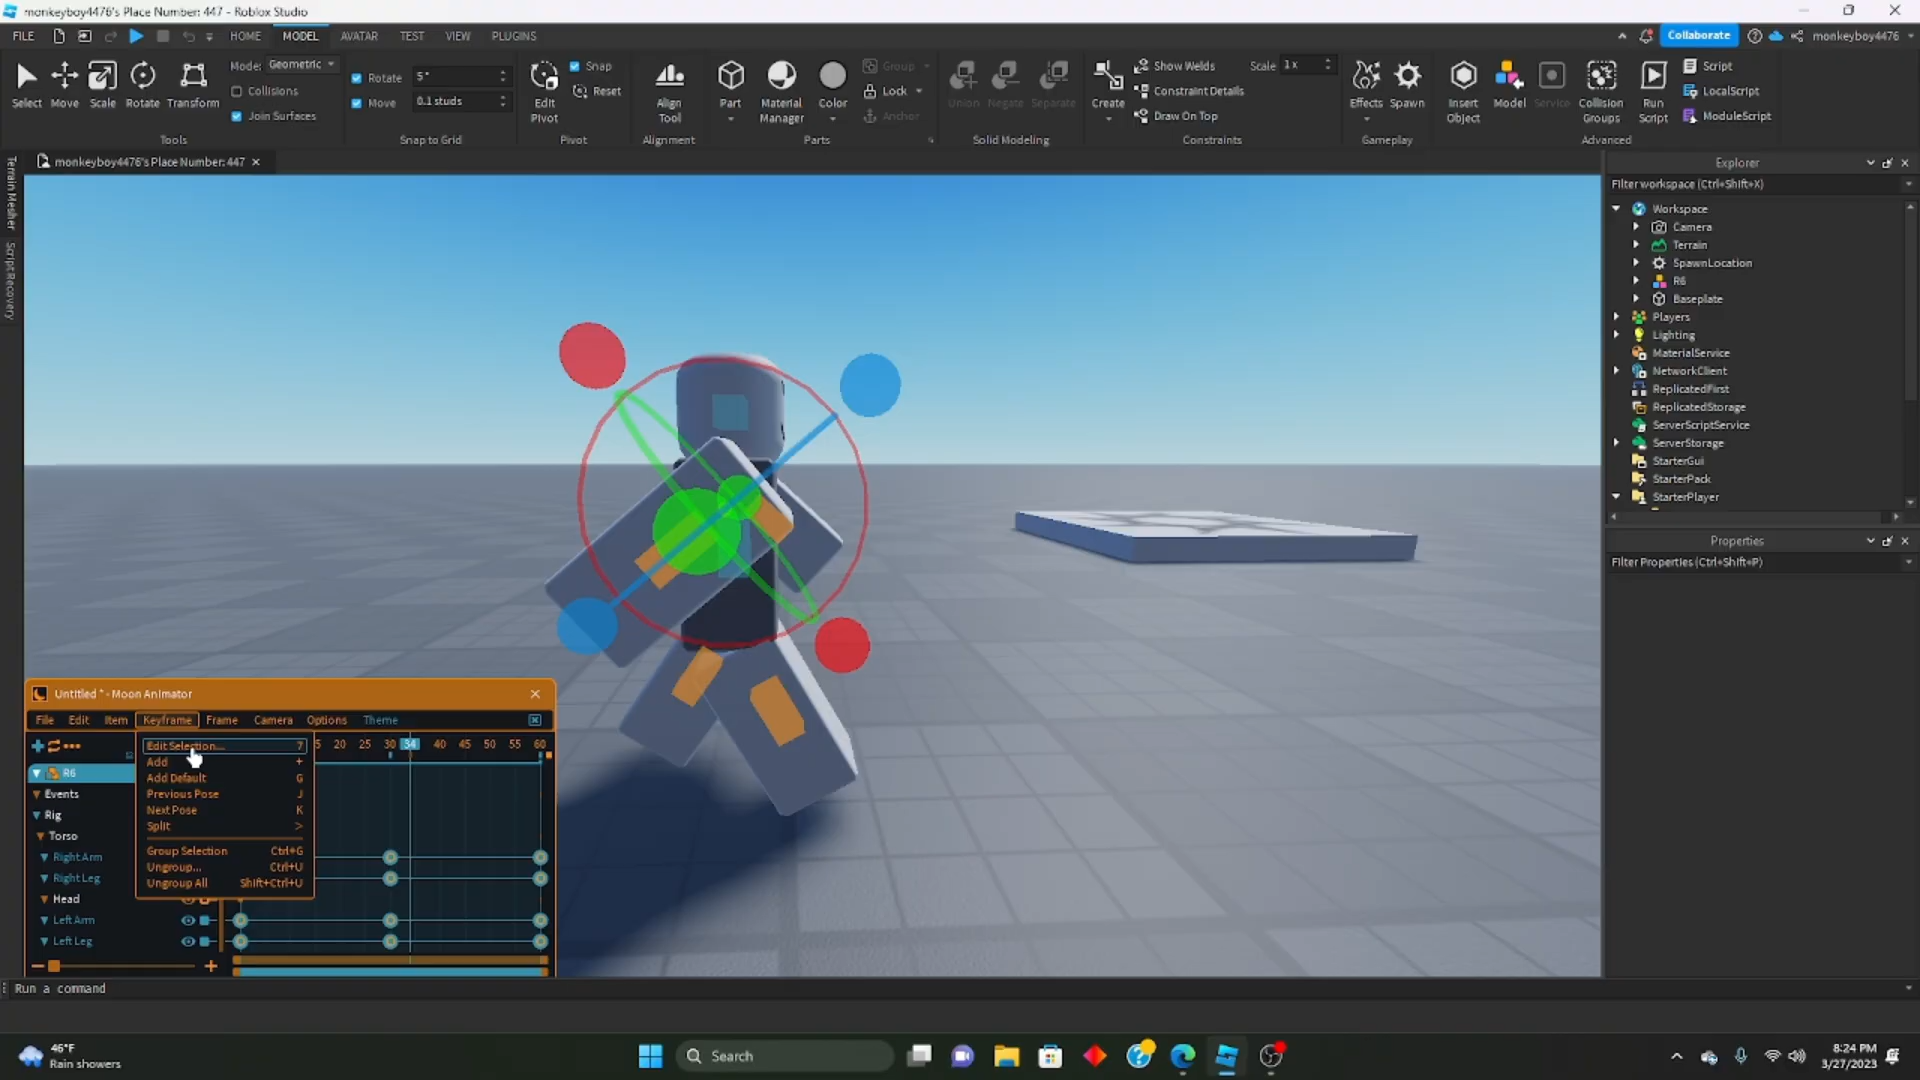 monkeyboy4476's Place Number: 447 - Roblox Studio
FILE HOME MODEL AVATAR TEST VIEW PLUGINS
Collaborate monkeyboy4476
Select Move Scale Rotate Transform
Mode: Geometric
Collisions
Join Surfaces
Tools
Rotate 5°
Move 0.1 studs
Snap to Grid
Edit Pivot
Snap
Reset
Pivot
Align Tool
Alignment
Part
Material Manager
Color
Group
Lock
Anchor
Parts
Union Negate Separate
Solid Modeling
Create
Show Welds
Constraint Details
Draw On Top
Scale 1x
Constraints
Effects Spawn
Gameplay
Insert Object
Model
Service
Collision Groups
Run Script
Script
LocalScript
ModuleScript
Advanced
Terrain Mesher
Script Recovery
monkeyboy4476's Place Number: 447
Explorer
Filter workspace (Ctrl+Shift+X)
Workspace
Camera
Terrain
SpawnLocation
R6
Baseplate
Players
Lighting
MaterialService
NetworkClient
ReplicatedFirst
ReplicatedStorage
ServerScriptService
ServerStorage
StarterGui
StarterPack
StarterPlayer
Properties
Filter Properties (Ctrl+Shift+P)
Untitled * - Moon Animator
File Edit Item Keyframe Frame Camera Options Theme
5 20 25 30 34 40 45 50 55 60
Edit Selection... 7
Add +
Add Default G
Previous Pose J
Next Pose K
Split >
Group Selection Ctrl+G
Ungroup... Ctrl+U
Ungroup All Shift+Ctrl+U
R6
Events
Rig
Torso
Right Arm
Right Leg
Head
Left Arm
Left Leg
Run a command
46°F
Rain showers
Search
8:24 PM
3/27/2023